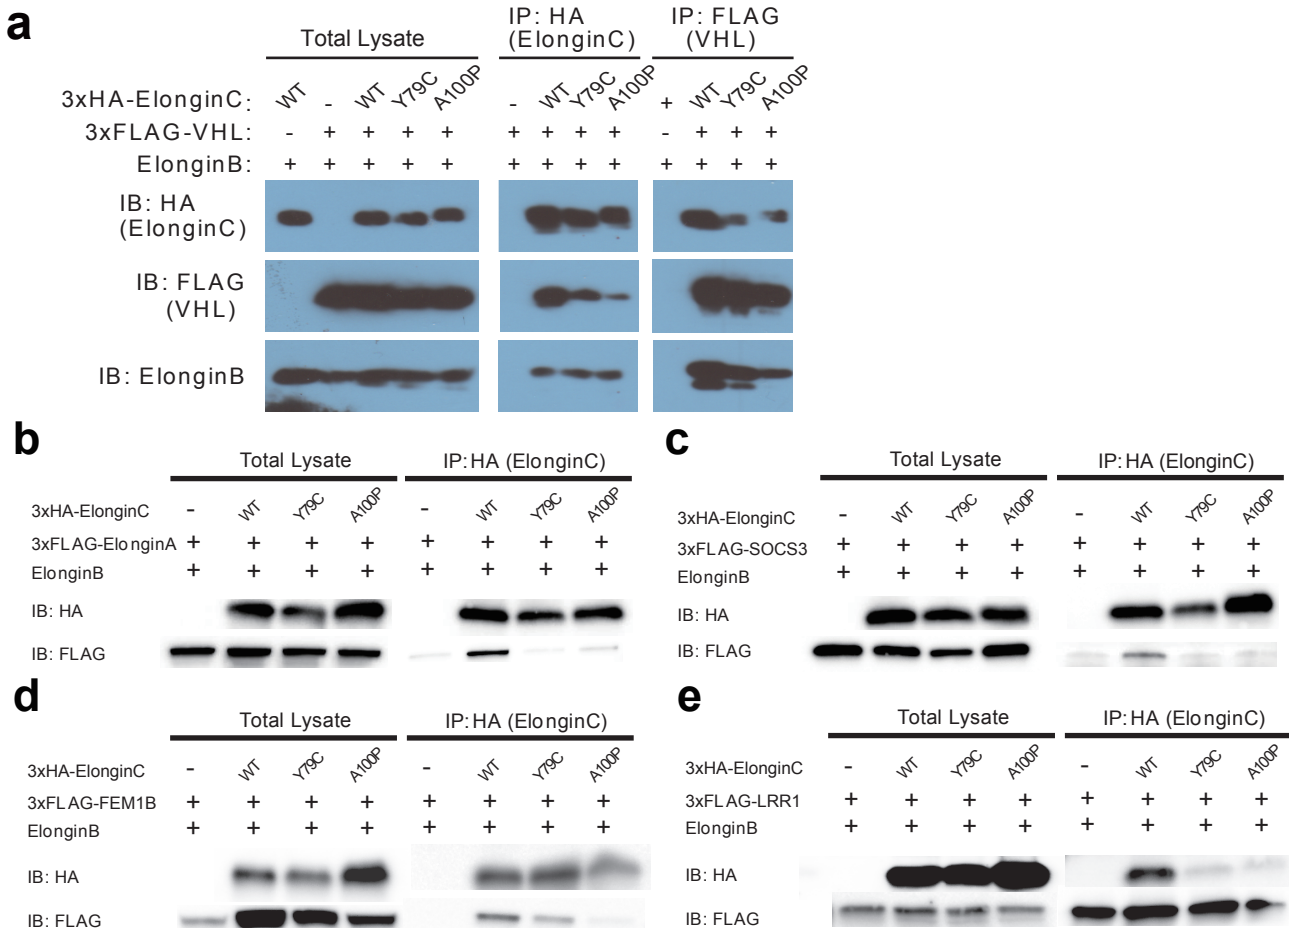 a
Total Lysate
IP: HA
(ElonginC)
IP: FLAG
(VHL)
3xHA-ElonginC: WT - WT Y79C A100P - WT Y79C A100P + WT Y79C A100P
3xFLAG-VHL: - + + + + + + + + - + + +
ElonginB: + + + + + + + + + + + + +
IB: HA
(ElonginC)
IB: FLAG
(VHL)
IB: ElonginB
b
Total Lysate IP:HA (ElonginC)
3xHA-ElonginC - WT Y79C A100P - WT Y79C A100P
3xFLAG-ElonginA + + + + + + + +
ElonginB + + + + + + + +
IB: HA
IB: FLAG
c
Total Lysate IP:HA (ElonginC)
3xHA-ElonginC - WT Y79C A100P - WT Y79C A100P
3xFLAG-SOCS3 + + + + + + + +
ElonginB + + + + + + + +
IB: HA
IB: FLAG
d
Total Lysate IP:HA (ElonginC)
3xHA-ElonginC - WT Y79C A100P - WT Y79C A100P
3xFLAG-FEM1B + + + + + + + +
ElonginB + + + + + + + +
IB: HA
IB: FLAG
e
Total Lysate IP:HA (ElonginC)
3xHA-ElonginC - WT Y79C A100P - WT Y79C A100P
3xFLAG-LRR1 + + + + + + + +
ElonginB + + + + + + + +
IB: HA
IB: FLAG